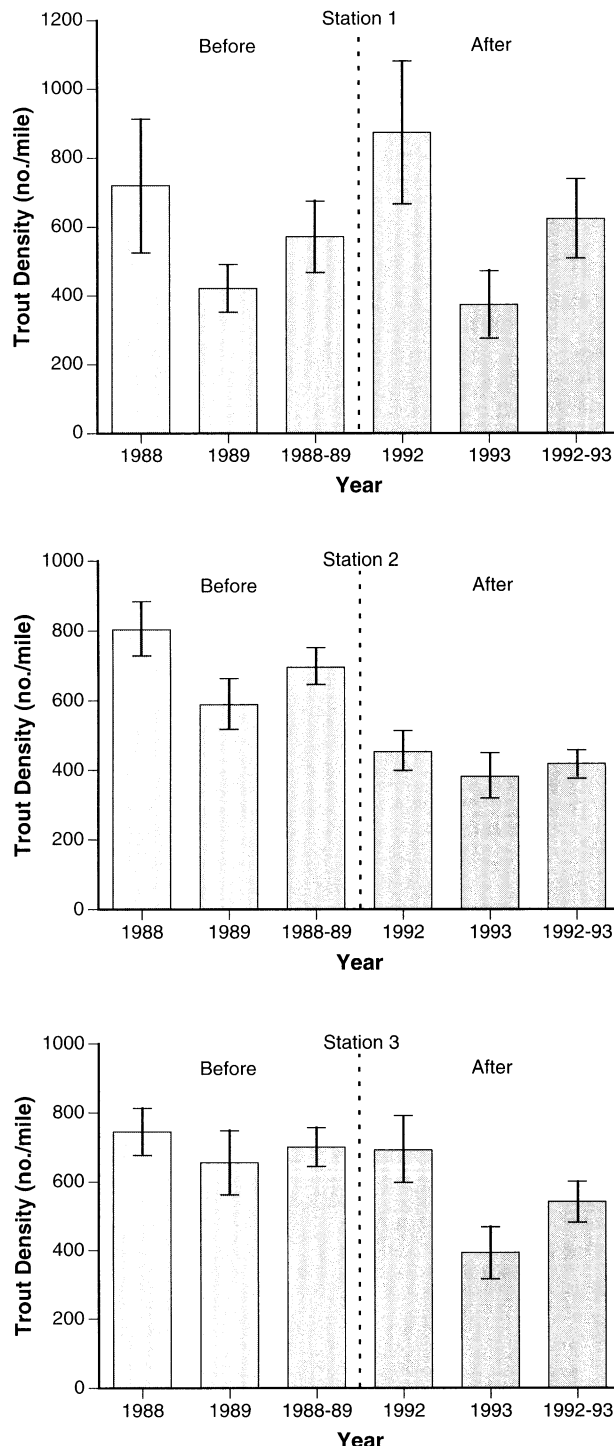 Station 1
Before After
1200
1000
800
600
400
200
0
Trout Density (no./mile)
1988 1989 1988-89 1992 1993 1992-93
Year
Station 2
Before After
1000
800
600
400
200
0
Trout Density (no./mile)
1988 1989 1988-89 1992 1993 1992-93
Year
Station 3
Before After
1000
800
600
400
200
0
Trout Density (no./mile)
1988 1989 1988-89 1992 1993 1992-93
Year